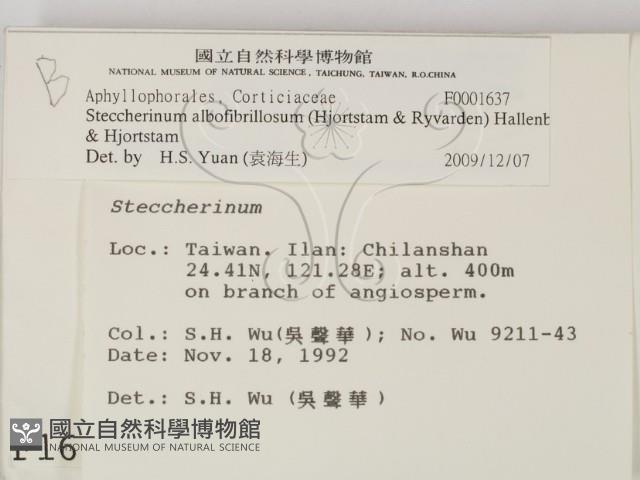 B
國立自然科學博物館
NATIONAL MUSEUM OF NATURAL SCIENCE, TAICHUNG, TAIWAN, R.O.CHINA
Aphyllophorales, Corticiaceae F0001637
Steccherinum albofibrillosum (Hjortstam & Ryvarden) Hallenb
& Hjortstam
Det. by H.S. Yuan (袁海生) 2009/12/07
Steccherinum
Loc.: Taiwan. Ilan: Chilanshan
24.41N, 121.28E; alt. 400m
on branch of angiosperm.
Col.: S.H. Wu(吳聲華); No. Wu 9211-43
Date: Nov. 18, 1992
Det.: S.H. Wu (吳聲華)
國立自然科學博物館
NATIONAL MUSEUM OF NATURAL SCIENCE
16